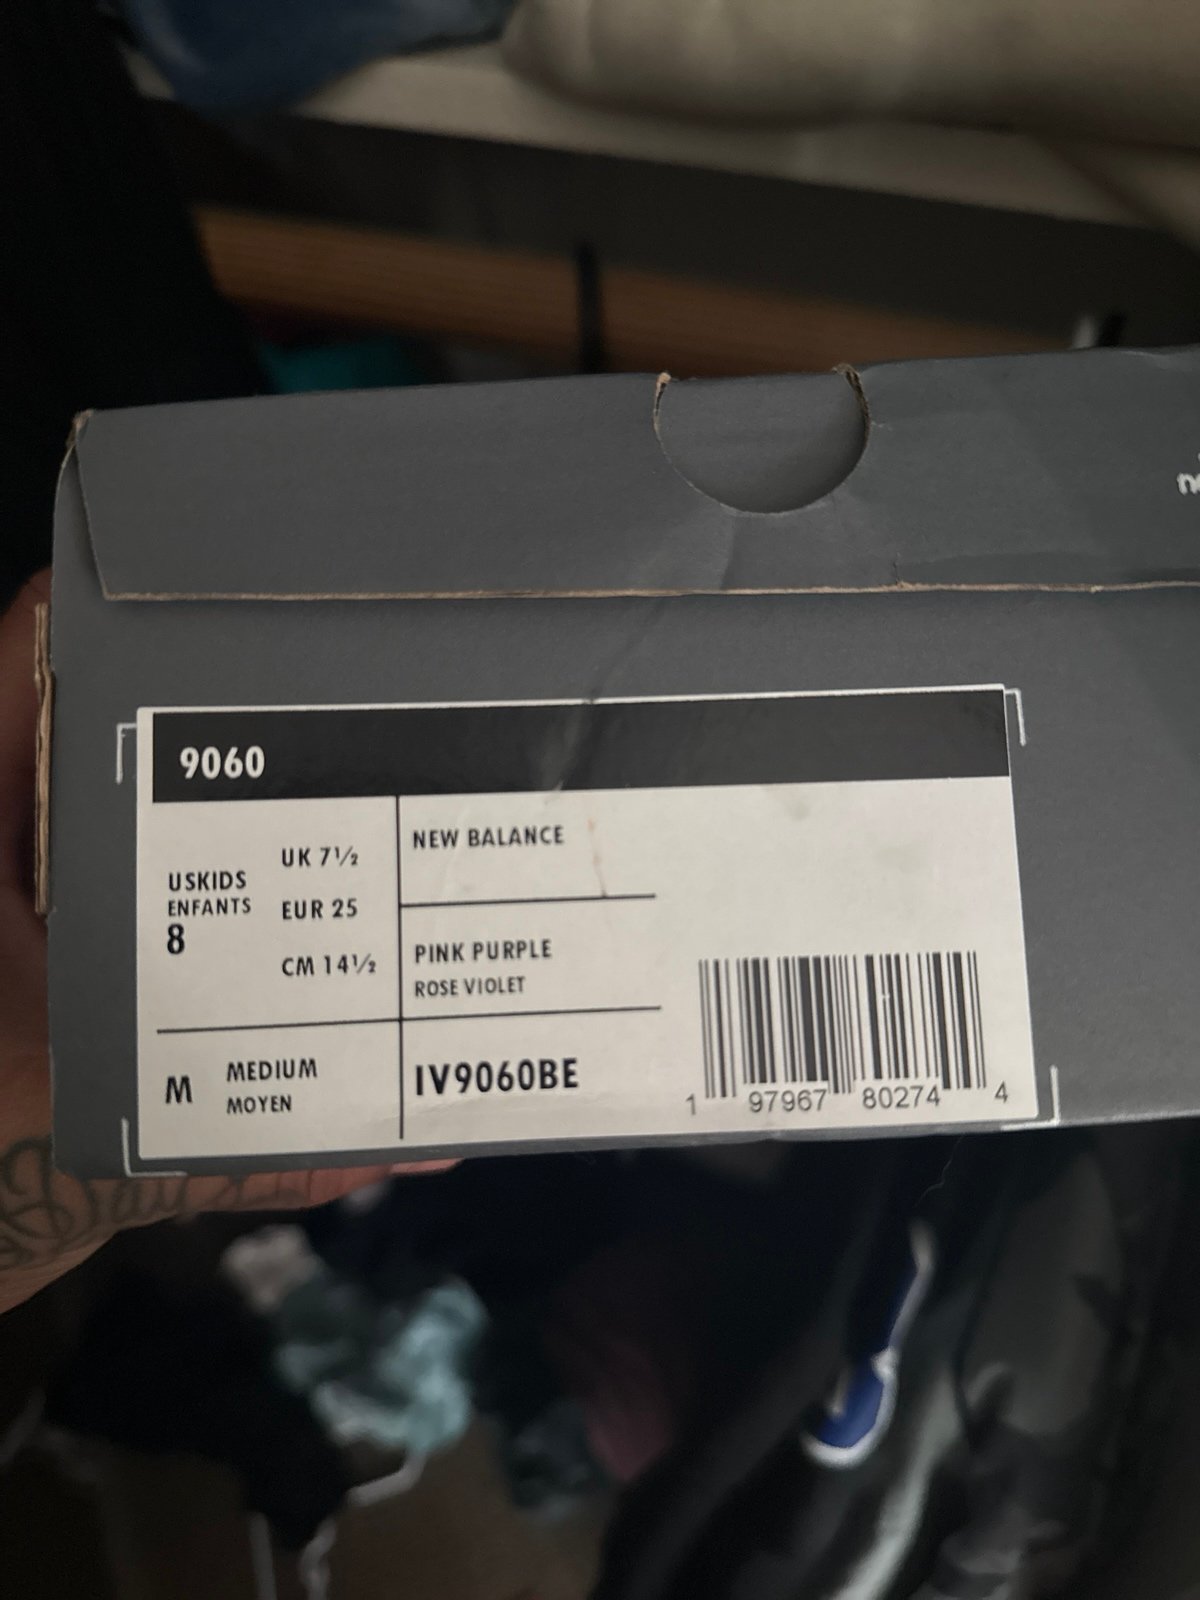 9060
USKIDS
ENFANTS
8
UK 7½
EUR 25
CM 14½
NEW BALANCE
PINK PURPLE
ROSE VIOLET
M
MEDIUM
MOYEN
IV9060BE
1 97967 80274 4